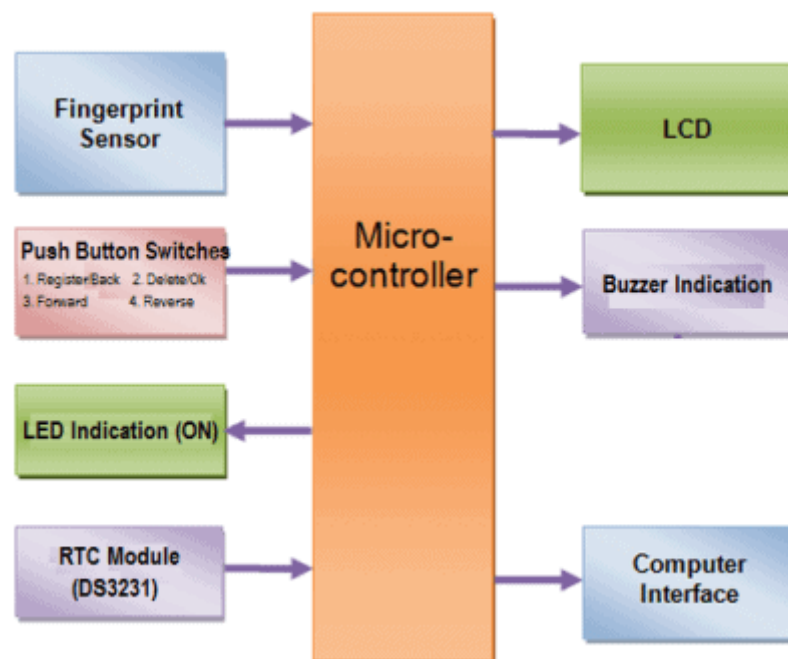 Fingerprint
Sensor
Push Button Switches
1. Register/Back 2. Delete/Ok
3. Forward 4. Reverse
LED Indication (ON)
RTC Module
(DS3231)
Micro-
controller
LCD
Buzzer Indication
Computer
Interface